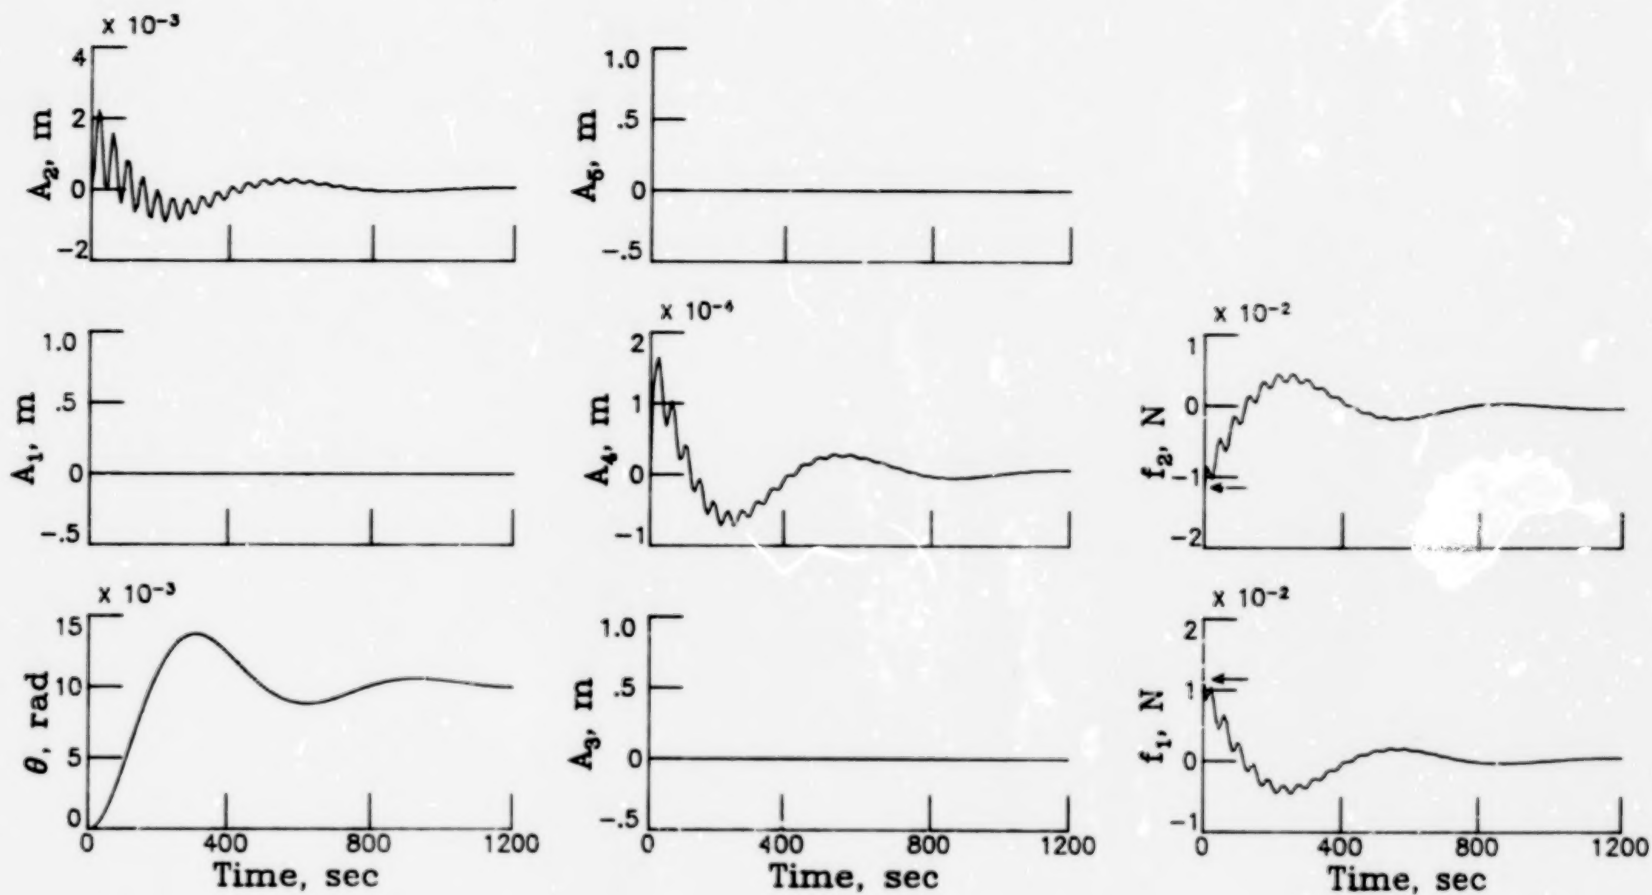 X 10⁻³
4
2
0
-2
A₂, m
1.0
.5
0
-.5
A₅, m
1.0
.5
0
-.5
A₁, m
X 10⁻⁴
2
1
0
-1
A₄, m
X 10⁻²
1
0
-1
-2
f₂, N
X 10⁻³
15
10
5
0
θ, rad
0 400 800 1200
Time, sec
1.0
.5
0
-.5
A₃, m
0 400 800 1200
Time, sec
X 10⁻²
2
1
0
-1
f₁, N
0 400 800 1200
Time, sec